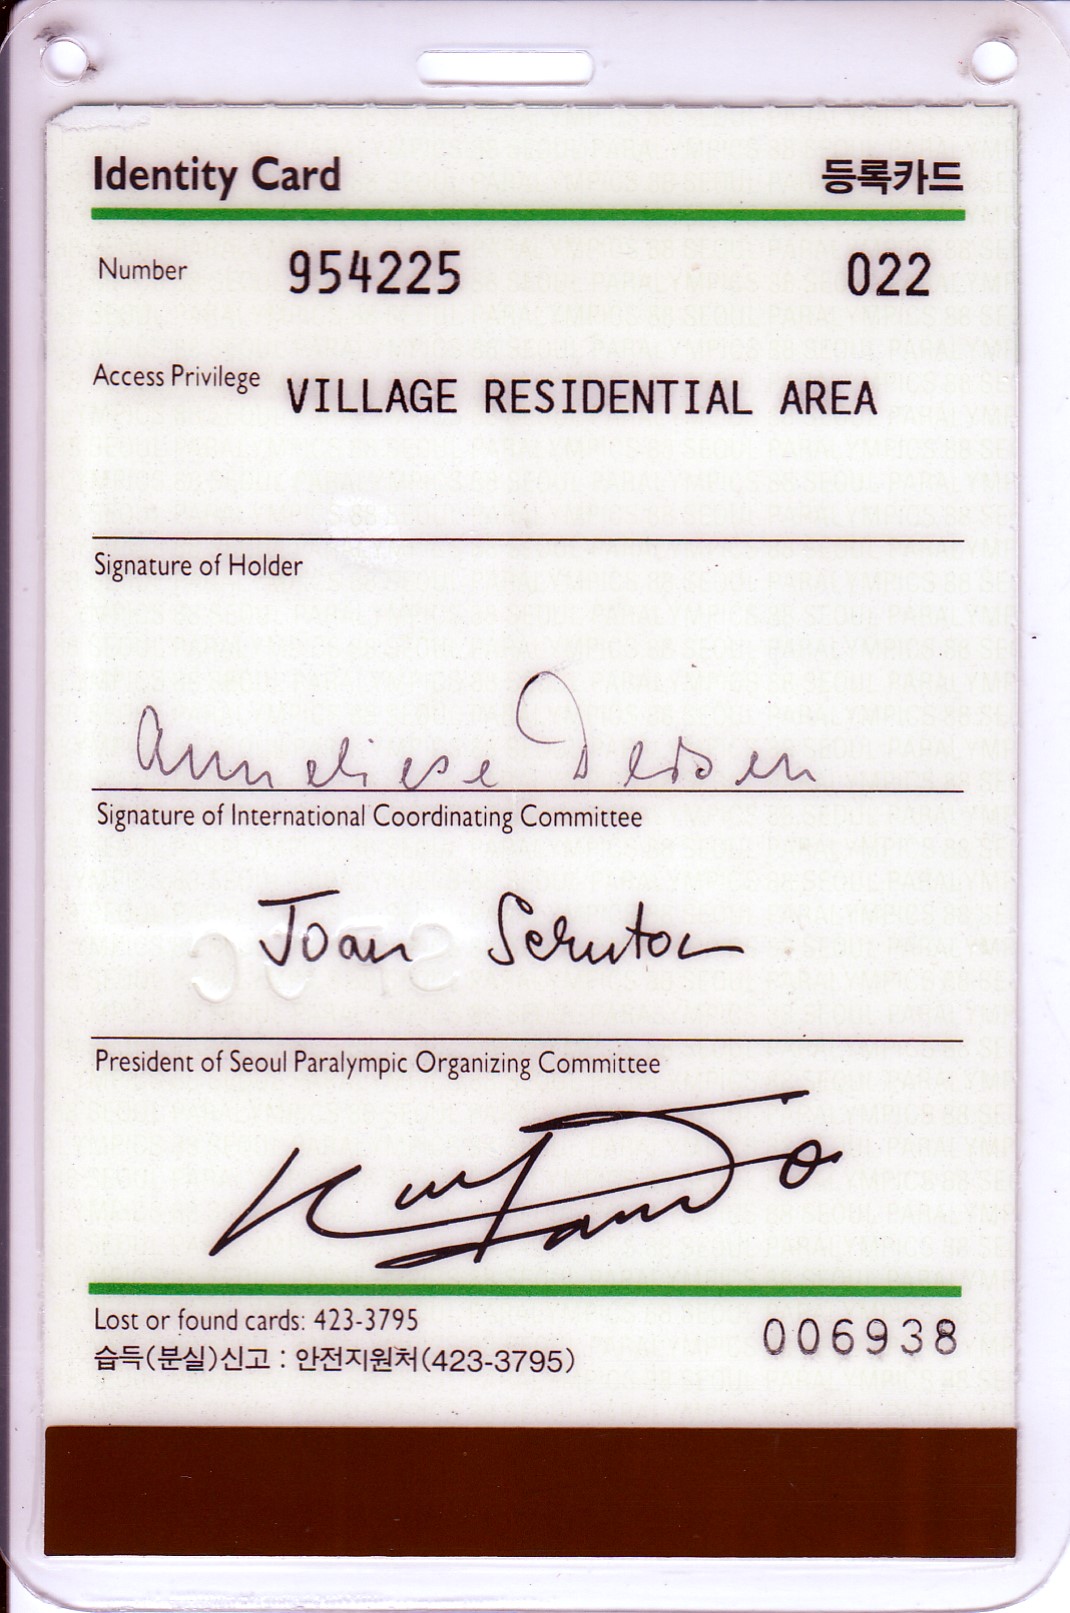 Identity Card 등록카드
Number 954225 022
Access Privilege VILLAGE RESIDENTIAL AREA
Signature of Holder
Anneliese
Signature of International Coordinating Committee
Joan Scruton
President of Seoul Paralympic Organizing Committee
Lost or found cards: 423-3795
습득(분실)신고 : 안전지원처(423-3795)
006938